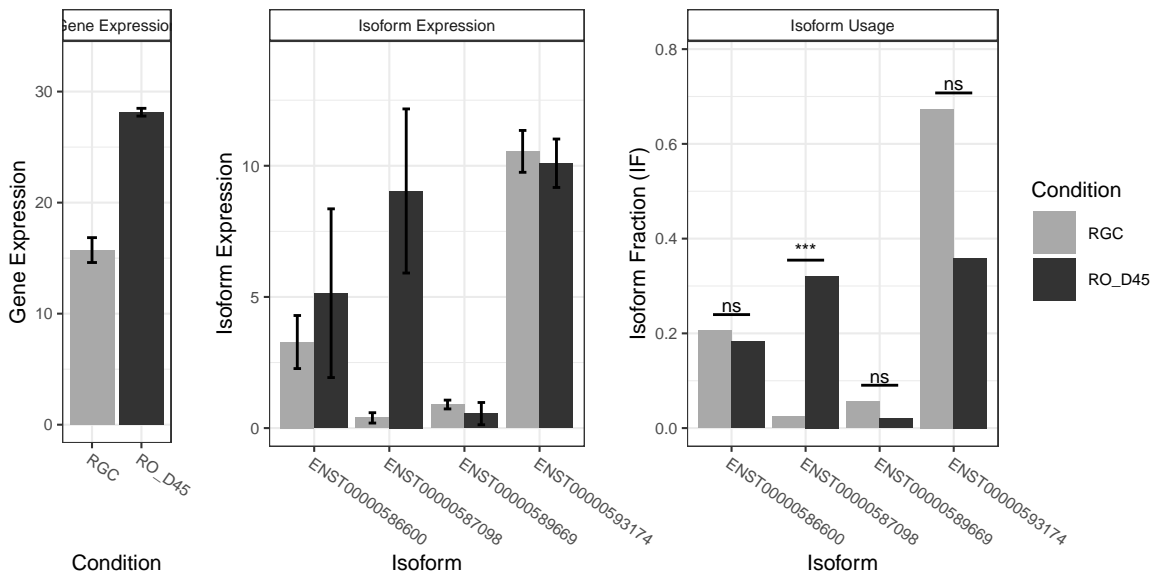 Gene Expression
Isoform Expression
Isoform Usage
Gene Expression
30
20
10
0
RGC
RO_D45
Condition
Isoform Expression
10
5
0
ENST00000586600
ENST00000587098
ENST00000589669
ENST00000593174
Isoform
Isoform Fraction (IF)
0.8
0.6
0.4
0.2
0.0
ns
***
ns
ns
ENST00000586600
ENST00000587098
ENST00000589669
ENST00000593174
Isoform
Condition
RGC
RO_D45